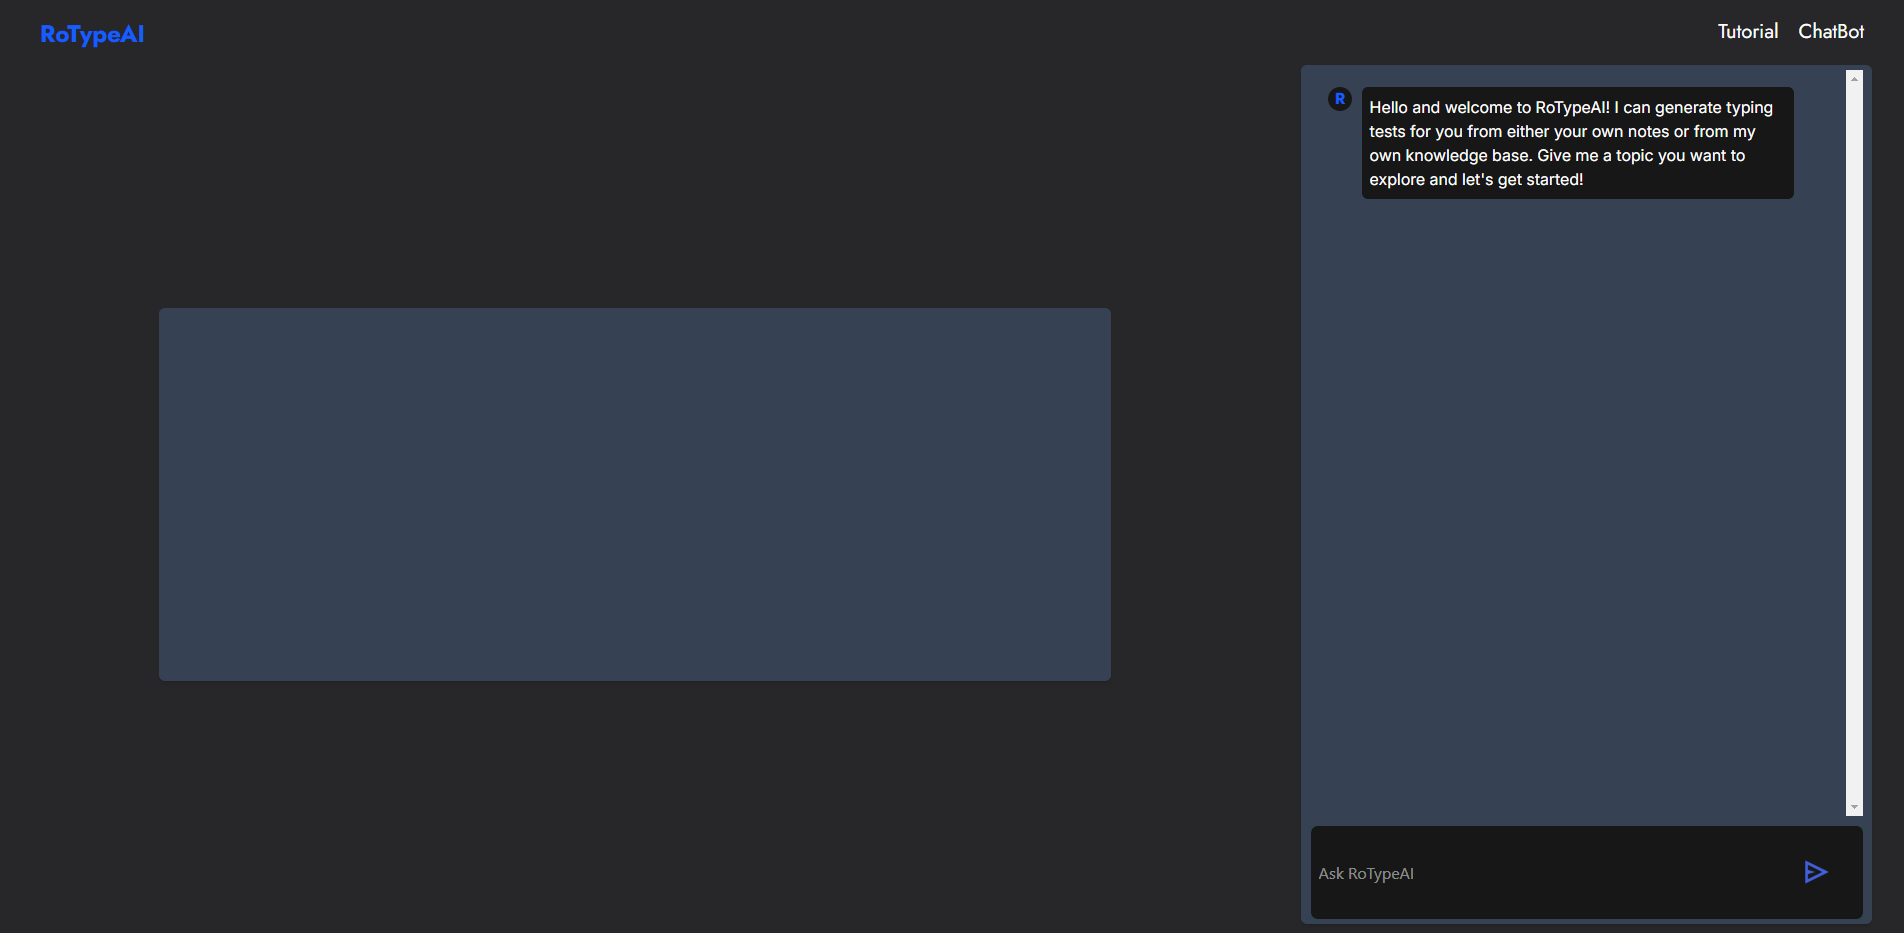 RoTypeAI
Tutorial
ChatBot
R
Hello and welcome to RoTypeAI! I can generate typing
tests for you from either your own notes or from my
own knowledge base. Give me a topic you want to
explore and let's get started!
Ask RoTypeAI